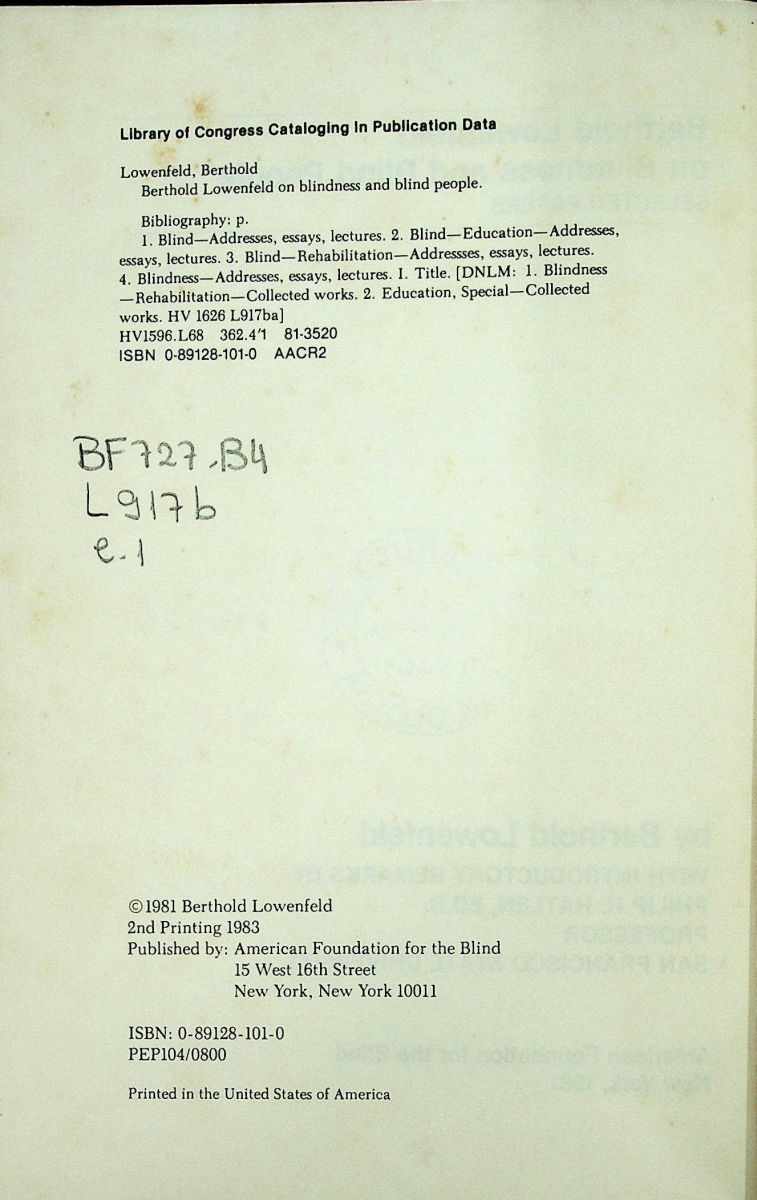 Library of Congress Cataloging In Publication Data
Lowenfeld, Berthold
Berthold Lowenfeld on blindness and blind people.
Bibliography: p.
1. Blind—Addresses, essays, lectures. 2. Blind—Education—Addresses,
essays, lectures. 3. Blind—Rehabilitation—Addressses, essays, lectures.
4. Blindness—Addresses, essays, lectures. I. Title. [DNLM: 1. Blindness
—Rehabilitation—Collected works. 2. Education, Special—Collected
works. HV 1626 L917ba]
HV1596.L68 362.4'1 81-3520
ISBN 0-89128-101-0 AACR2
BF727.B4
L917b
c.1
©1981 Berthold Lowenfeld
2nd Printing 1983
Published by: American Foundation for the Blind
15 West 16th Street
New York, New York 10011
ISBN: 0-89128-101-0
PEP104/0800
Printed in the United States of America